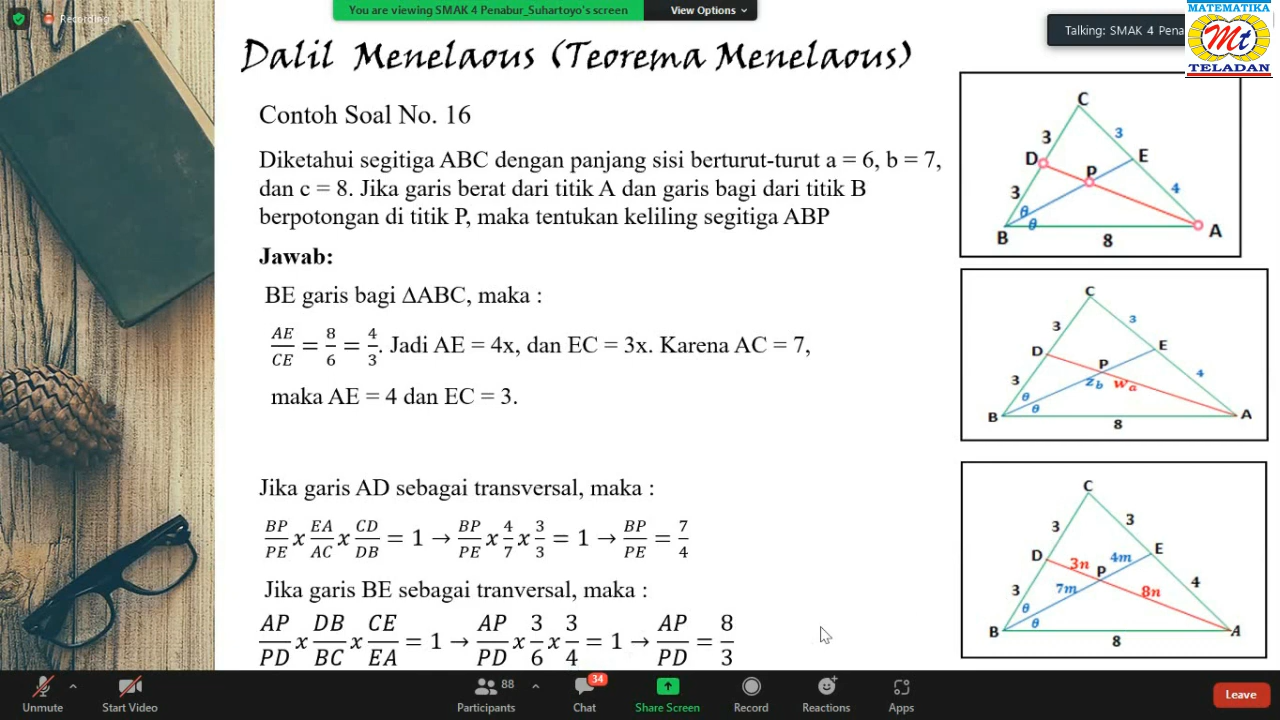 Recording
You are viewing SMAK 4 Penabur_Suhartoyo's screen
View Options
Talking: SMAK 4 Pena
MATEMATIKA
Mt
TELADAN
Dalil Menelaous (Teorema Menelaous)
Contoh Soal No. 16
Diketahui segitiga ABC dengan panjang sisi berturut-turut a = 6, b = 7,
dan c = 8. Jika garis berat dari titik A dan garis bagi dari titik B
berpotongan di titik P, maka tentukan keliling segitiga ABP
Jawab:
BE garis bagi ΔABC, maka :
AE/CE = 8/6 = 4/3. Jadi AE = 4x, dan EC = 3x. Karena AC = 7,
maka AE = 4 dan EC = 3.
Jika garis AD sebagai transversal, maka :
BP/PE x EA/AC x CD/DB = 1 → BP/PE x 4/7 x 3/3 = 1 → BP/PE = 7/4
Jika garis BE sebagai tranversal, maka :
AP/PD x DB/BC x CE/EA = 1 → AP/PD x 3/6 x 3/4 = 1 → AP/PD = 8/3
C
3 3
D P E
3 4
θ
θ
B A
8
C
3 3
D P E
3 z_b w_a 4
θ
θ
B A
8
C
3 3
D 3n 4m E
P
3 7m 8n 4
θ
θ
B A
8
Unmute
Start Video
88
Participants
34
Chat
Share Screen
Record
Reactions
Apps
Leave